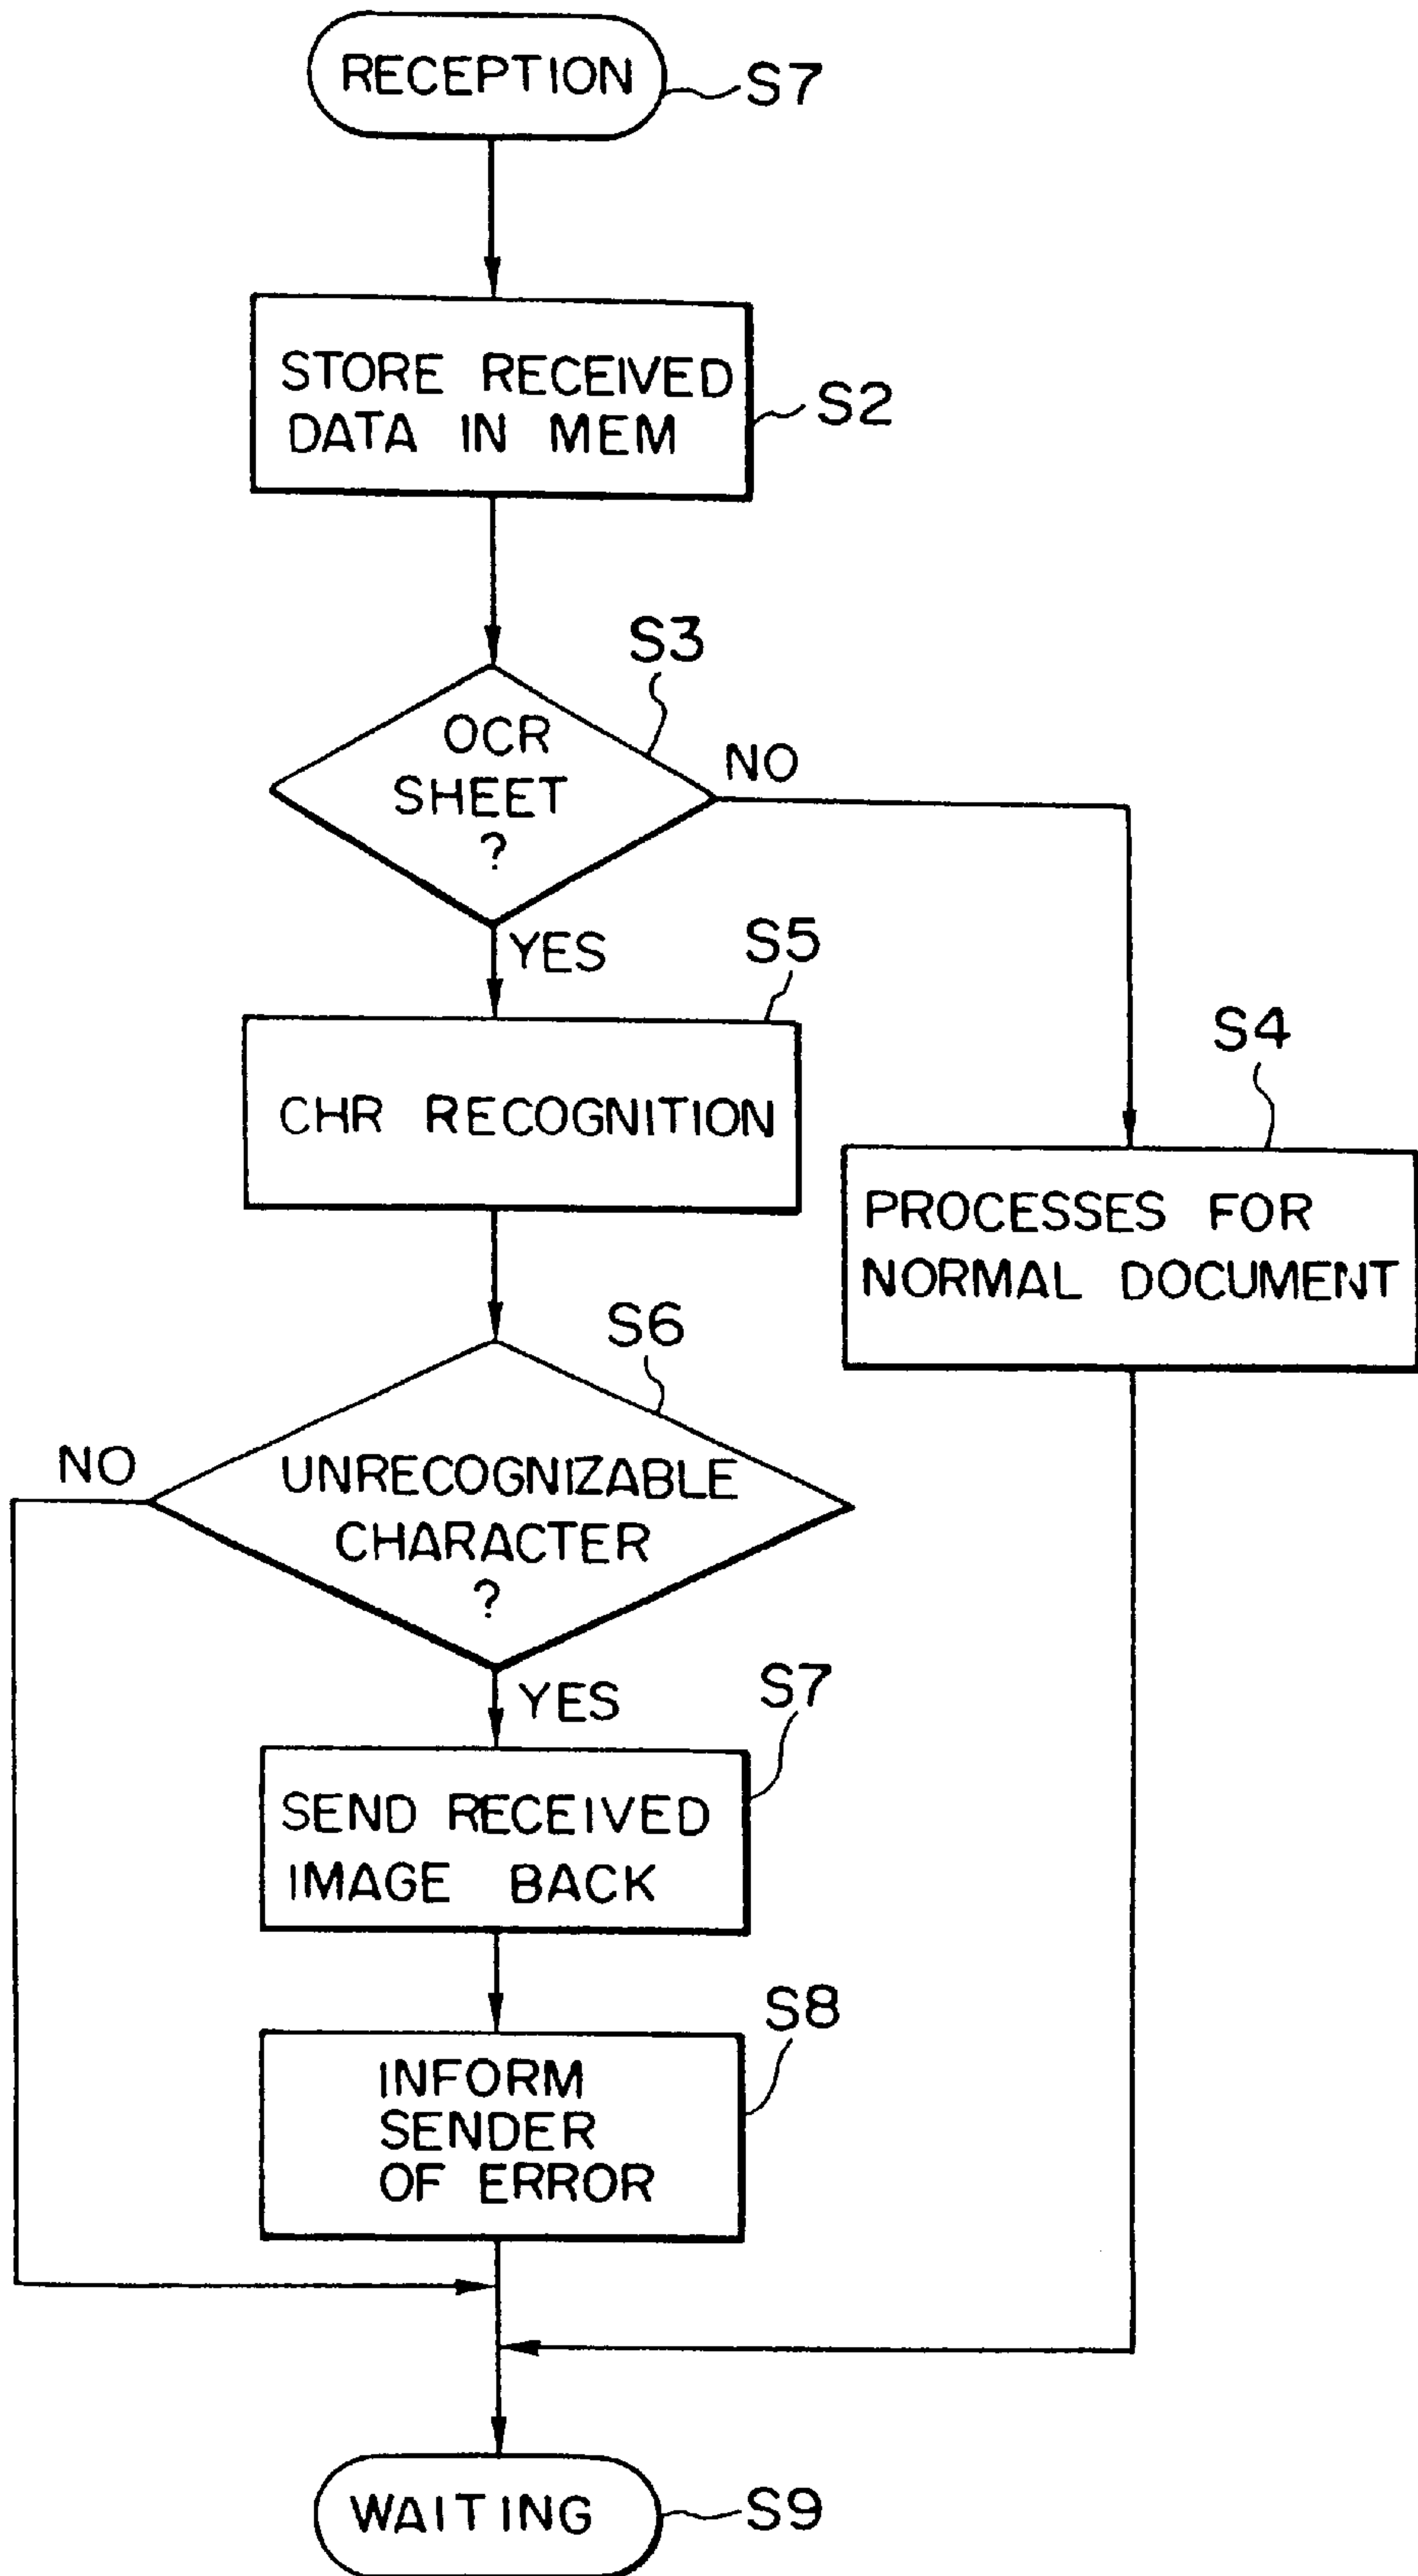 RECEPTION
S7
STORE RECEIVED
DATA IN MEM
S2
S3
OCR
SHEET
?
NO
YES
S5
CHR RECOGNITION
S4
PROCESSES FOR
NORMAL DOCUMENT
S6
NO
UNRECOGNIZABLE
CHARACTER
?
YES
S7
SEND RECEIVED
IMAGE BACK
S8
INFORM
SENDER
OF ERROR
WAITING
S9